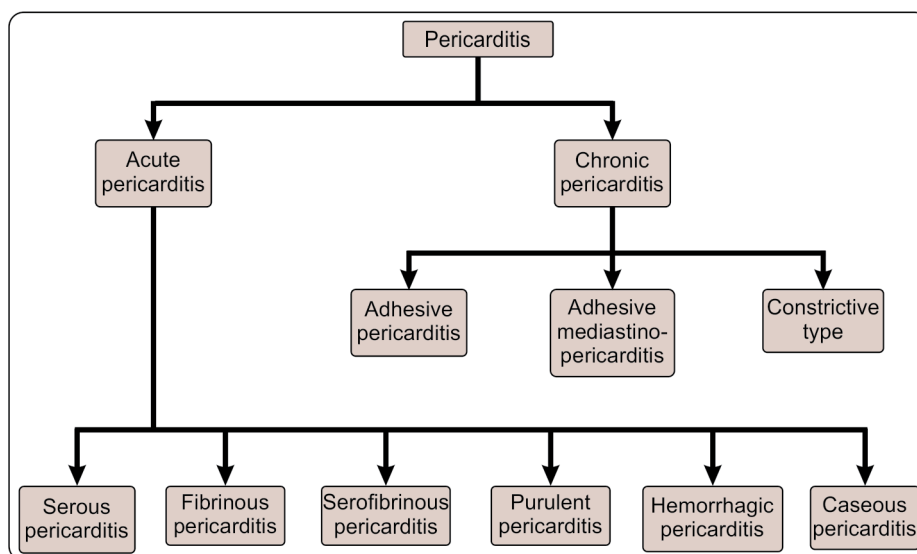 Pericarditis
Acute
pericarditis
Chronic
pericarditis
Adhesive
pericarditis
Adhesive
mediastino-
pericarditis
Constrictive
type
Serous
pericarditis
Fibrinous
pericarditis
Serofibrinous
pericarditis
Purulent
pericarditis
Hemorrhagic
pericarditis
Caseous
pericarditis